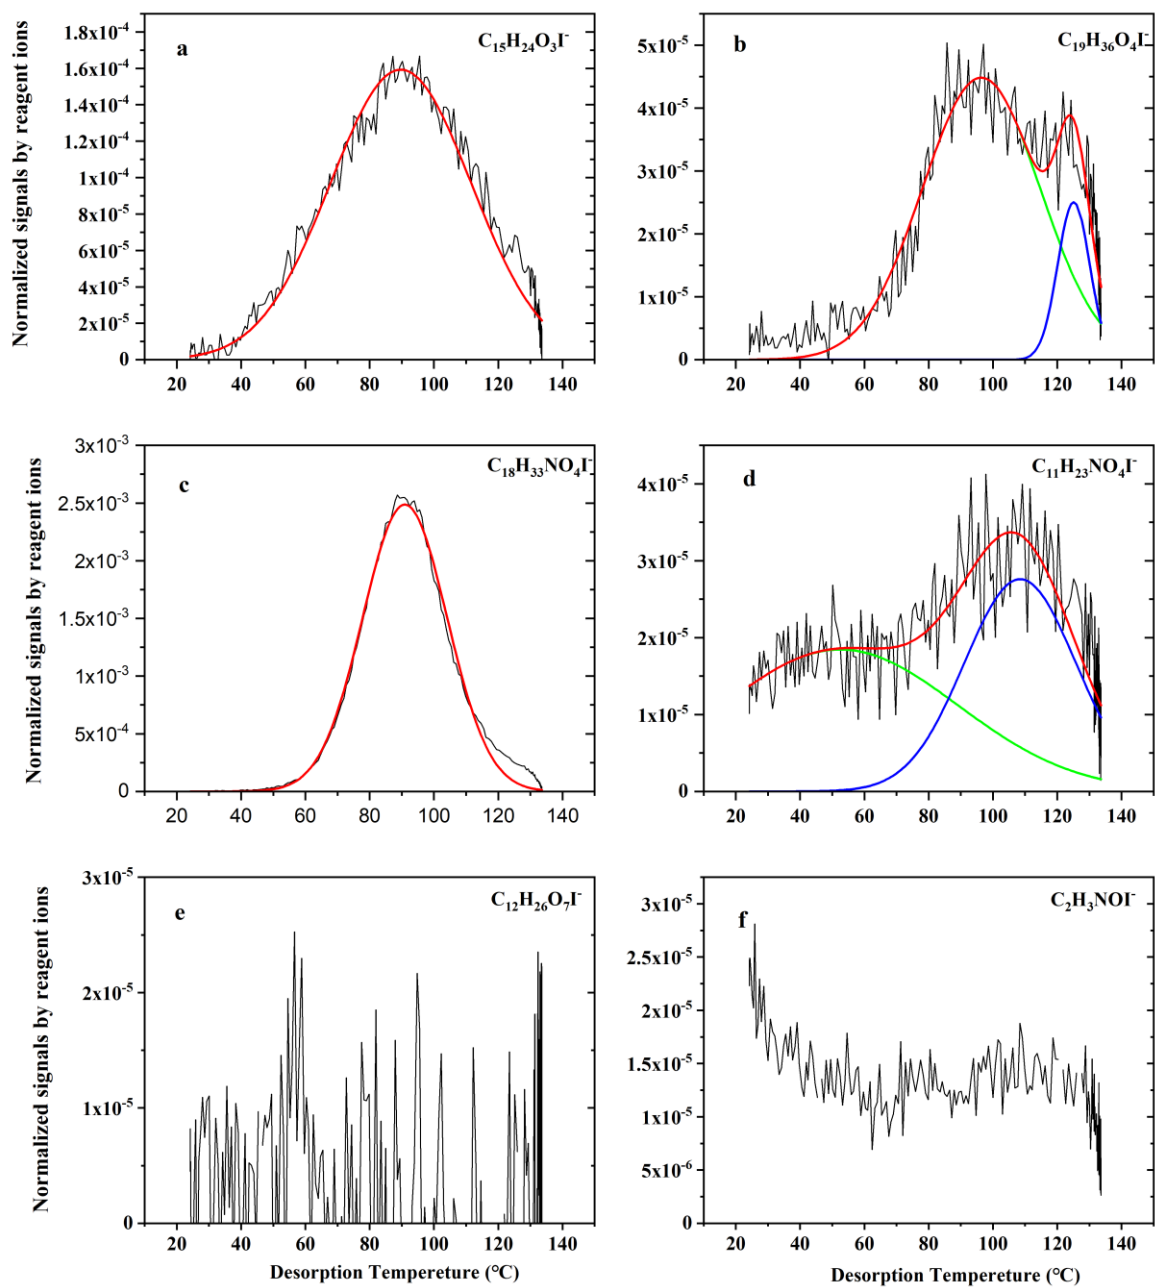 a
C₁₅H₂₄O₃I⁻
1.8x10⁻⁴
1.6x10⁻⁴
1.4x10⁻⁴
1.2x10⁻⁴
1x10⁻⁴
8x10⁻⁵
6x10⁻⁵
4x10⁻⁵
2x10⁻⁵
0
20 40 60 80 100 120 140
Normalized signals by reagent ions
b
C₁₉H₃₆O₄I⁻
5x10⁻⁵
4x10⁻⁵
3x10⁻⁵
2x10⁻⁵
1x10⁻⁵
0
20 40 60 80 100 120 140
c
C₁₈H₃₃NO₄I⁻
3x10⁻³
2.5x10⁻³
2x10⁻³
1.5x10⁻³
1x10⁻³
5x10⁻⁴
0
20 40 60 80 100 120 140
Normalized signals by reagent ions
d
C₁₁H₂₃NO₄I⁻
4x10⁻⁵
3x10⁻⁵
2x10⁻⁵
1x10⁻⁵
0
20 40 60 80 100 120 140
e
C₁₂H₂₆O₇I⁻
3x10⁻⁵
2x10⁻⁵
1x10⁻⁵
0
20 40 60 80 100 120 140
Normalized signals by reagent ions
Desorption Tempereture (°C)
f
C₂H₃NOI⁻
3x10⁻⁵
2.5x10⁻⁵
2x10⁻⁵
1.5x10⁻⁵
1x10⁻⁵
5x10⁻⁶
0
20 40 60 80 100 120 140
Desorption Tempereture (°C)